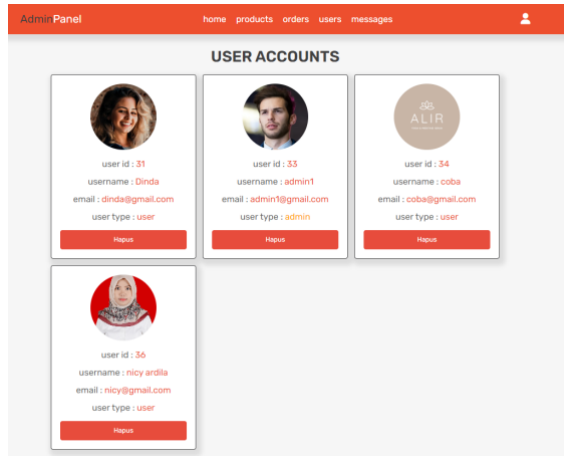 AdminPanel home products orders users messages
USER ACCOUNTS
ALIR
user id : 31
username : Dinda
email : dinda@gmail.com
user type : user
Hapus
user id : 33
username : admin1
email : admin1@gmail.com
user type : admin
Hapus
user id : 34
username : coba
email : coba@gmail.com
user type : user
Hapus
user id : 36
username : nicy ardila
email : nicy@gmail.com
user type : user
Hapus